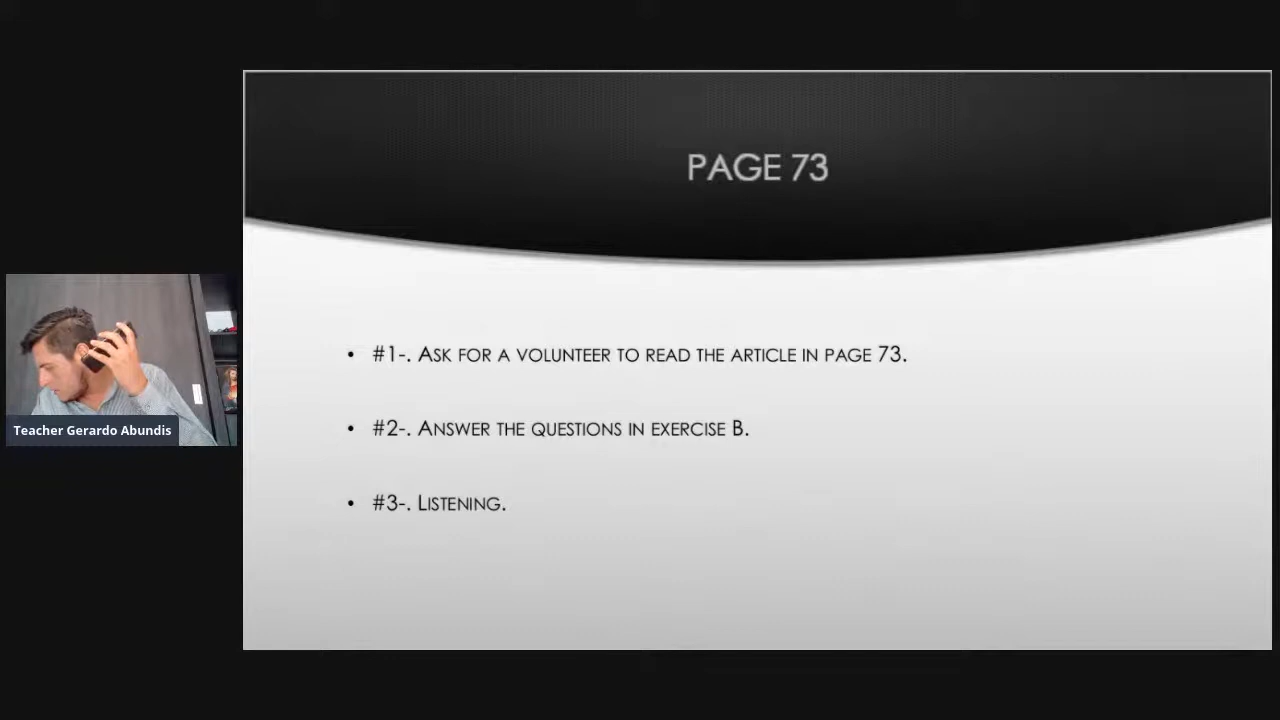 PAGE 73
• #1-. ASK FOR A VOLUNTEER TO READ THE ARTICLE IN PAGE 73.
• #2-. ANSWER THE QUESTIONS IN EXERCISE B.
Teacher Gerardo Abundis
• #3-. LISTENING.